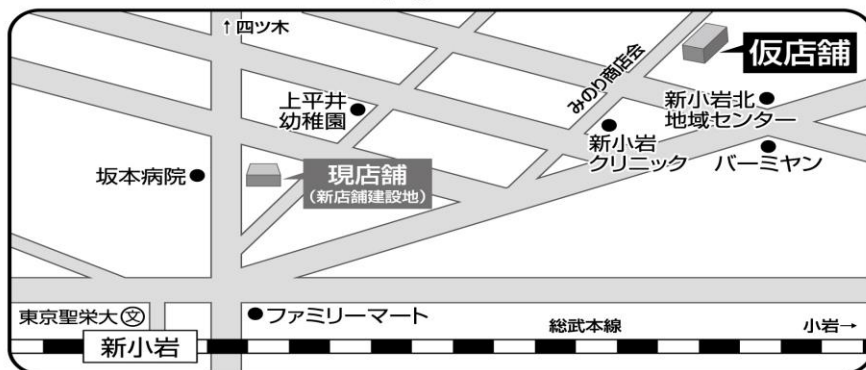 ↑四ツ木
仮店舗
みのり商店会
上平井
幼稚園
新小岩北
地域センター
新小岩
クリニック
バーミヤン
坂本病院
現店舗
(新店舗建設地)
東京聖栄大文
ファミリーマート
総武本線
小岩→
新小岩